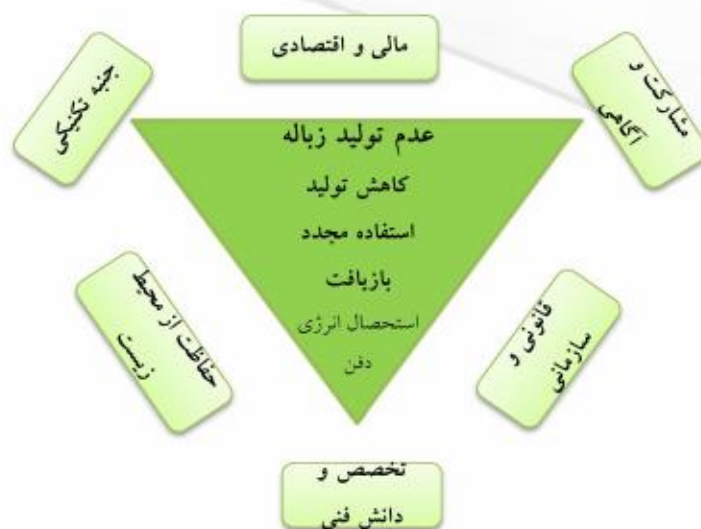 مالی و اقتصادی
مشارکت و
آگاهی
جنبه تکنیکی
عدم تولید زباله
کاهش تولید
استفاده مجدد
بازیافت
استحصال انرژی
دفن
قانونی و
سازمانی
حفاظت از محیط
زیست
تخصص و
دانش فنی